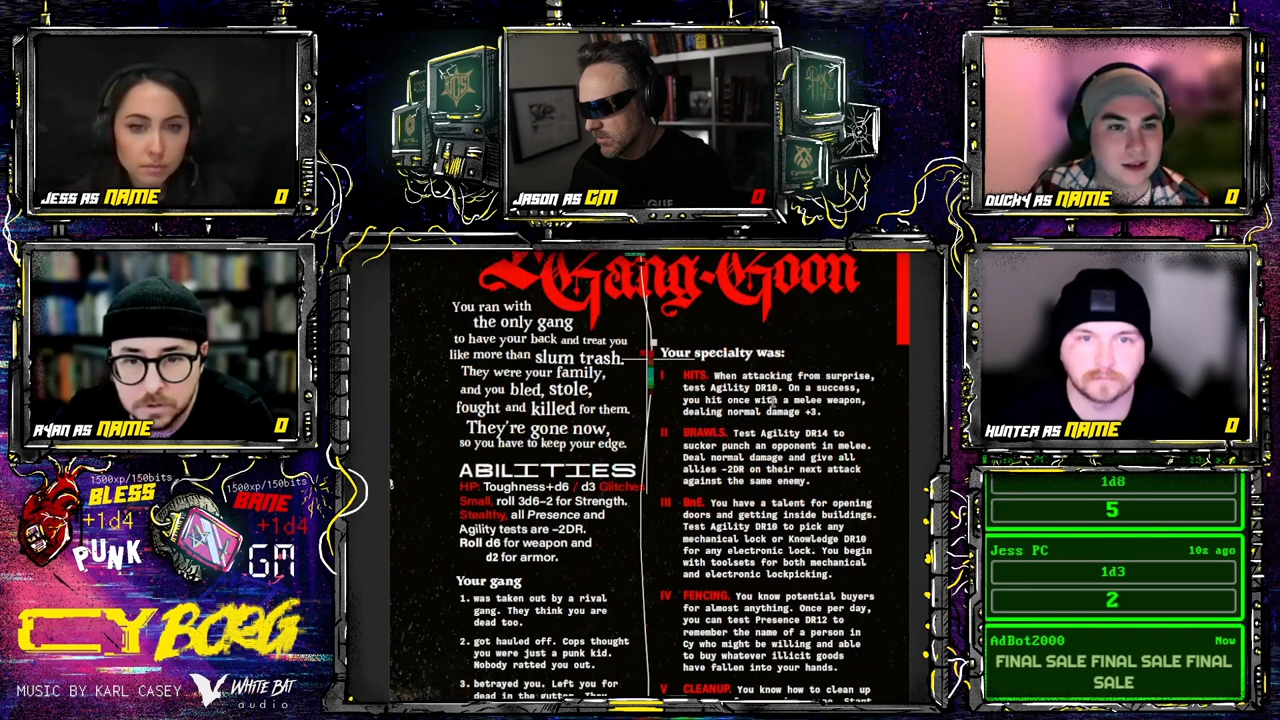 JESS AS NAME 0
JASON AS GM 0
DUCKY AS NAME 0
RYAN AS NAME 0
HUNTER AS NAME 0
Gang-Goon
You ran with
the only gang
to have your back and treat you
like more than slum trash.
They were your family,
and you bled, stole,
fought and killed for them.
They're gone now,
so you have to keep your edge.
ABILITIES
HP: Toughness+d6 / d3 Glitches
Small, roll 3d6-2 for Strength.
Stealthy, all Presence and
Agility tests are -2DR.
Roll d6 for weapon and
d2 for armor.
Your gang
1. was taken out by a rival
gang. They think you are
dead too.
2. got hauled off. Cops thought
you were just a punk kid.
Nobody ratted you out.
3. betrayed you. Left you for
dead in the gutter. They
Your specialty was:
I HITS. When attacking from surprise,
test Agility DR10. On a success,
you hit once with a melee weapon,
dealing normal damage +3.
II BRAWLS. Test Agility DR14 to
sucker punch an opponent in melee.
Deal normal damage and give all
allies -2DR on their next attack
against the same enemy.
III BnE. You have a talent for opening
doors and getting inside buildings.
Test Agility DR10 to pick any
mechanical lock or Knowledge DR10
for any electronic lock. You begin
with toolsets for both mechanical
and electronic lockpicking.
IV FENCING. You know potential buyers
for almost anything. Once per day,
you can test Presence DR12 to
remember the name of a person in
Cy who might be willing and able
to buy whatever illicit goods
have fallen into your hands.
V CLEANUP. You know how to clean up
1500xp/150bits
BLESS
+1d4
PUNK
1500xp/150bits
BANE
+1d4
GM
CY BORG
MUSIC BY KARL CASEY
WHITE BAT
audio
1d8
5
Jess PC 10s ago
1d3
2
AdBot2000 Now
FINAL SALE FINAL SALE FINAL
SALE